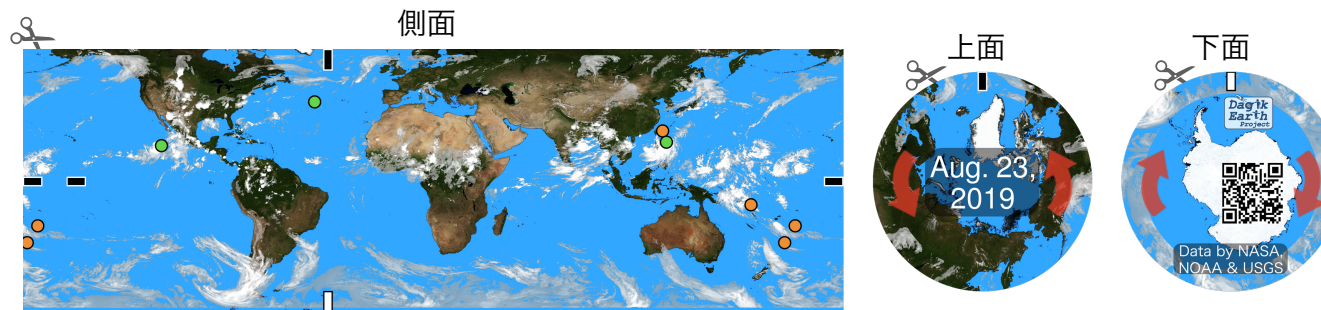 側面
上面
下面
Aug. 23,
2019
Dagik
Earth
Project
Data by NASA,
NOAA & USGS